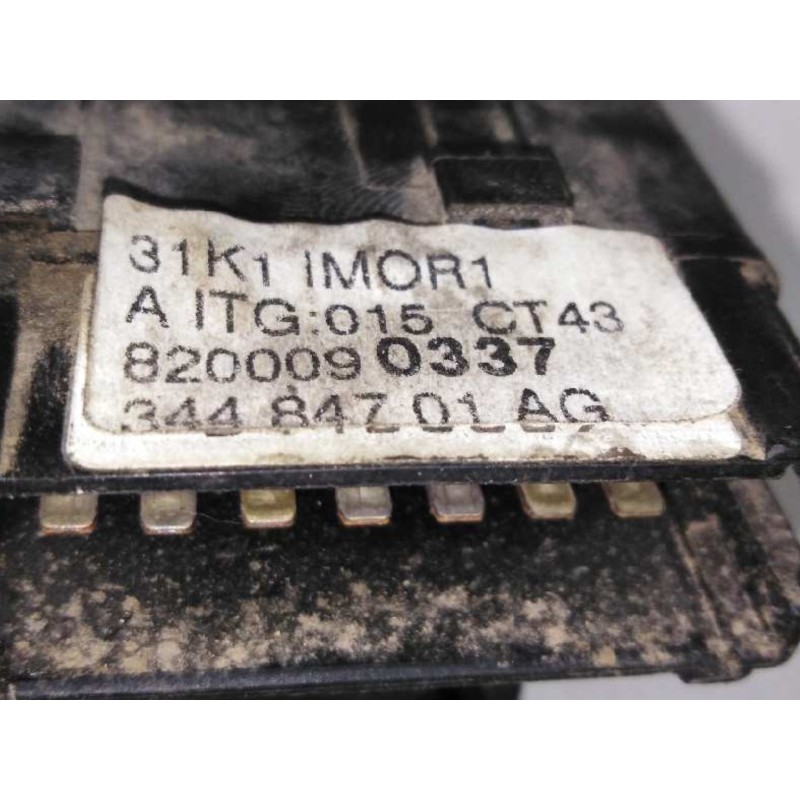 31K1 IMOR1
A ITG:015 CT43
8200090337
344 847 01 AG